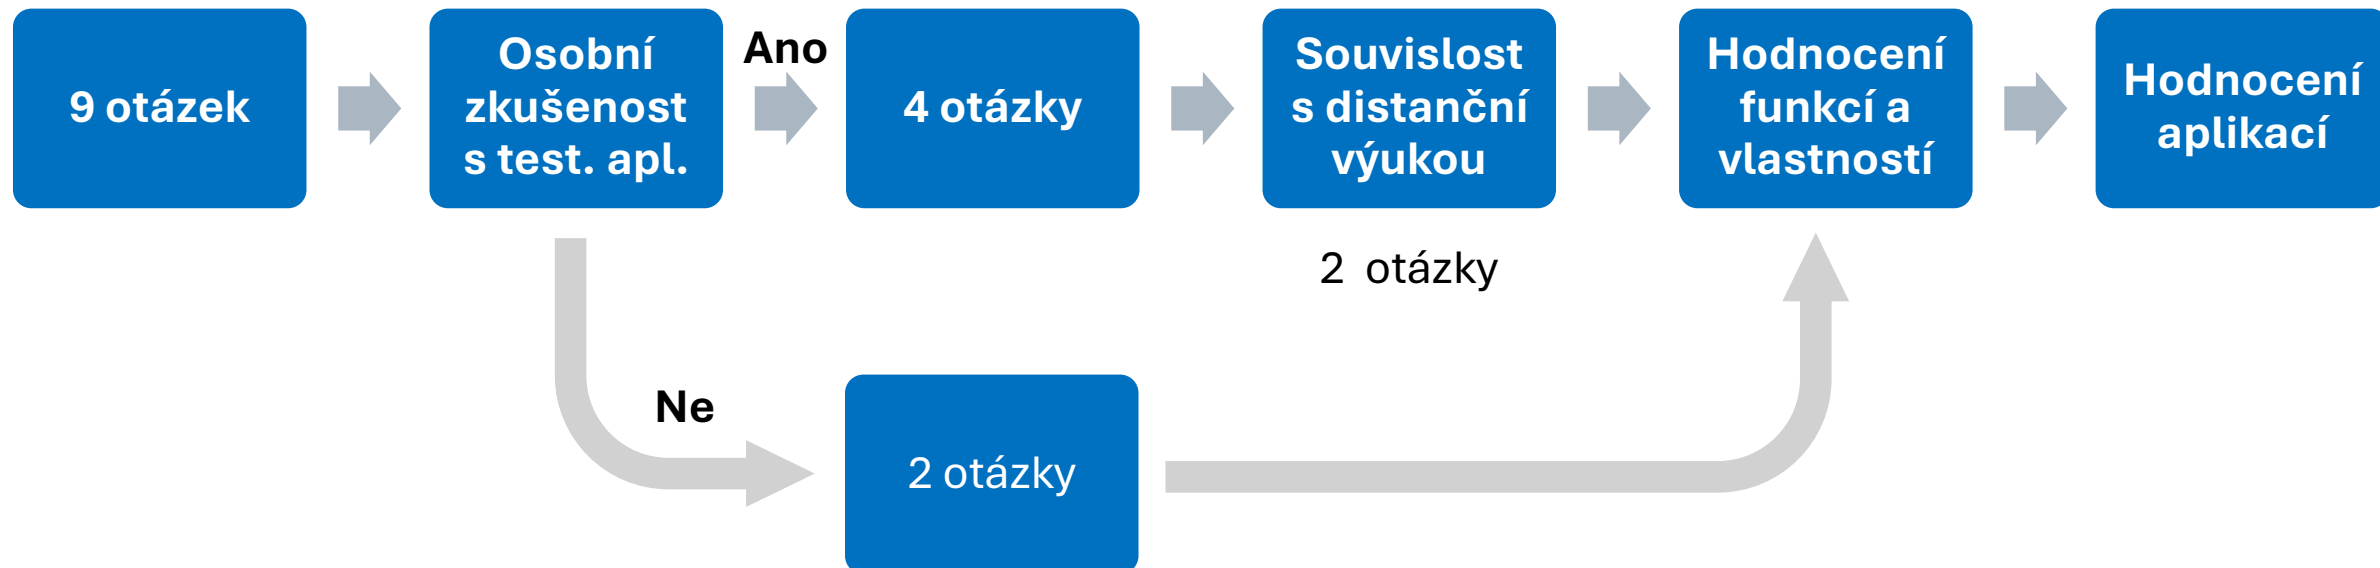 9 otázek
Osobní
zkušenost
s test. apl.
Ano
4 otázky
Souvislost
s distanční
výukou
Hodnocení
funkcí a
vlastností
Hodnocení
aplikací
2 otázky
Ne
2 otázky